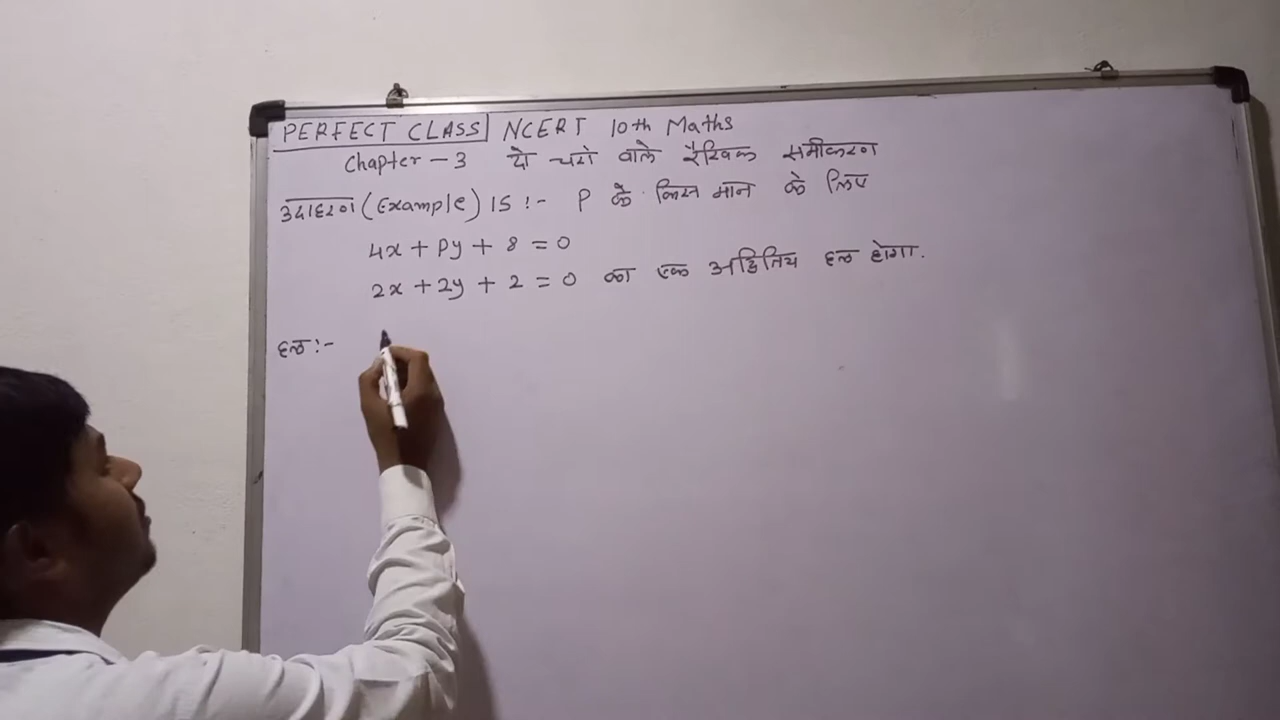 PERFECT CLASS NCERT 10th Maths
Chapter - 3 दो चरो वाले रैखिक समीकरण
उदाहरण (Example) 15 :- P के किस मान के लिए
4x + Py + 8 = 0
2x + 2y + 2 = 0 का एक अद्वितिय हल होगा.
हल :-